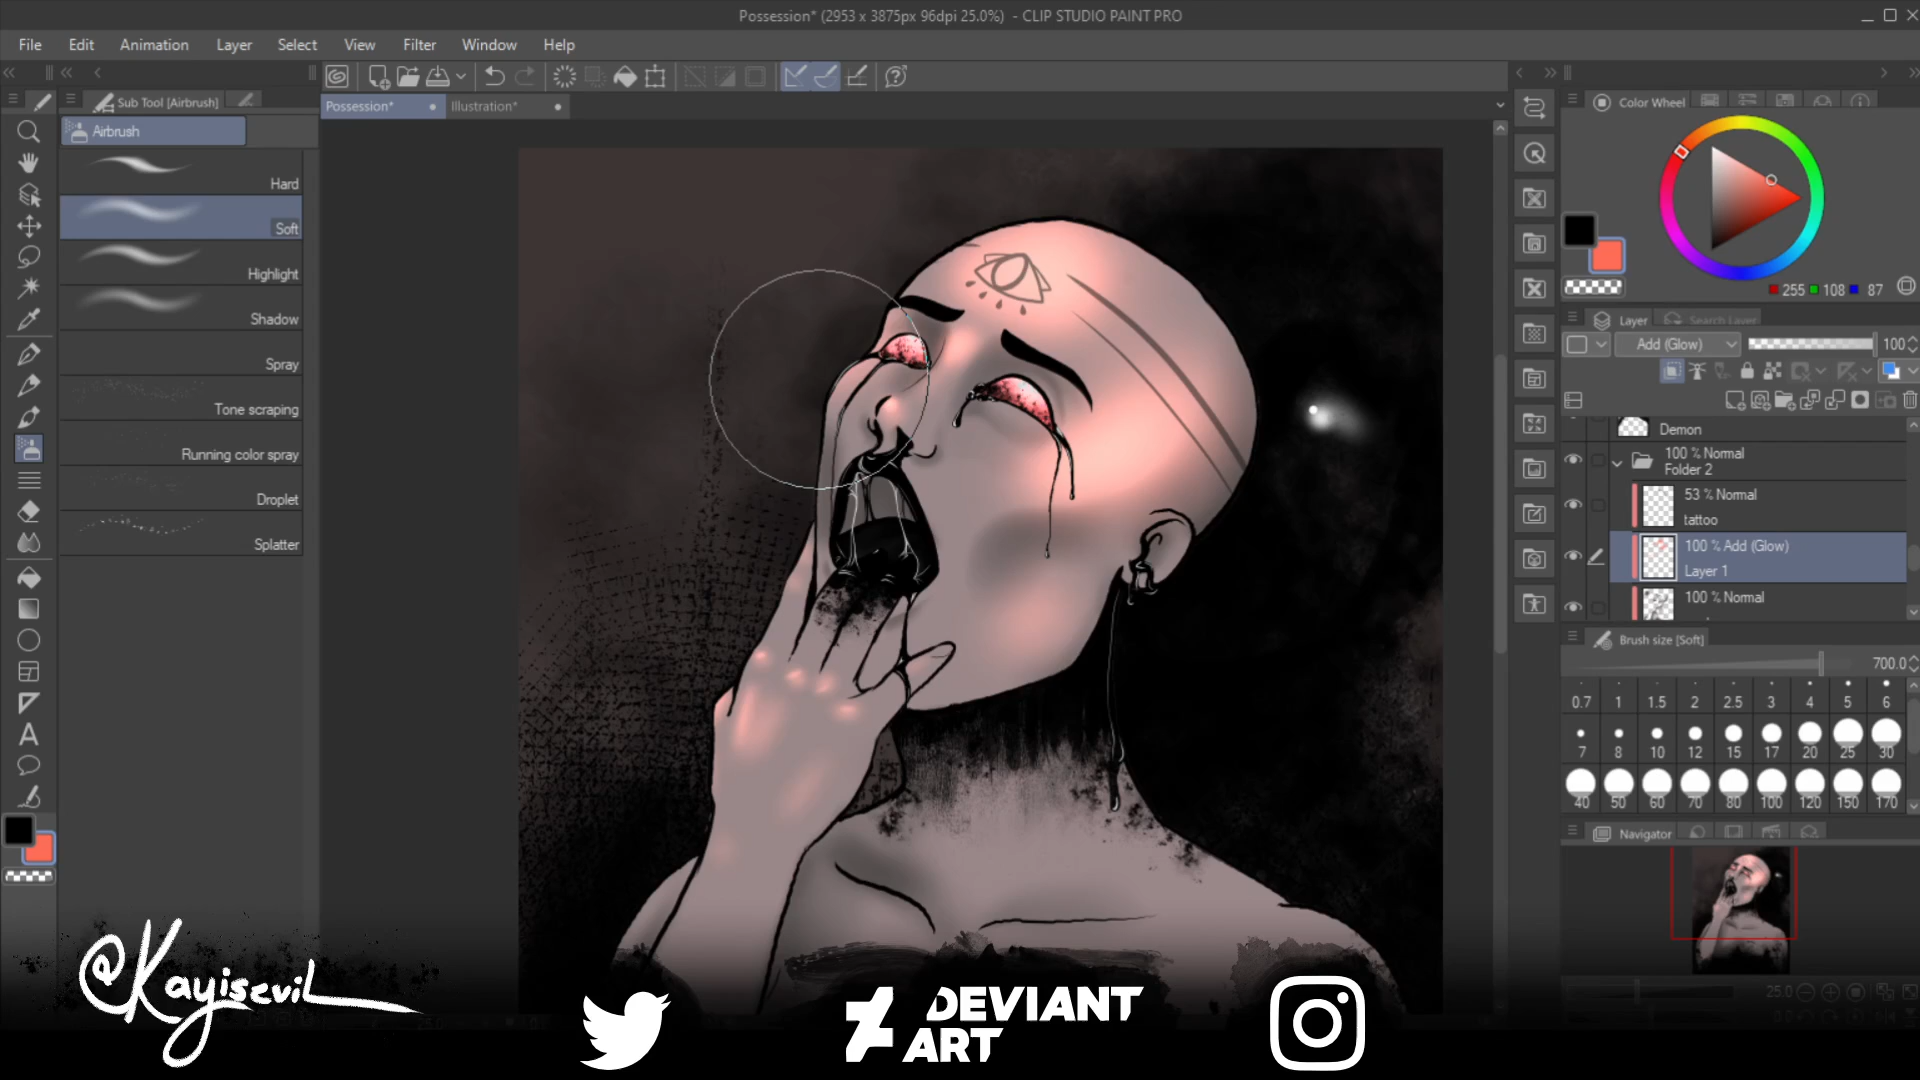 Possession* (2953 x 3875px 96dpi 25.0%) - CLIP STUDIO PAINT PRO
File Edit Animation Layer Select View Filter Window Help
Sub Tool [Airbrush]
Possession* Illustration*
Airbrush
Hard
Soft
Highlight
Shadow
Spray
Tone scraping
Running color spray
Droplet
Splatter
Color Wheel
255 108 87
Layer Search Layer
Add (Glow) 100
Demon
100 % Normal
Folder 2
53 % Normal
tattoo
100 % Add (Glow)
Layer 1
100 % Normal
Brush size [Soft]
700.0
0.7 1 1.5 2 2.5 3 4 5 6
7 8 10 12 15 17 20 25 30
40 50 60 70 80 100 120 150 170
Navigator
25.0
@Kayisevil
DEVIANT
ART